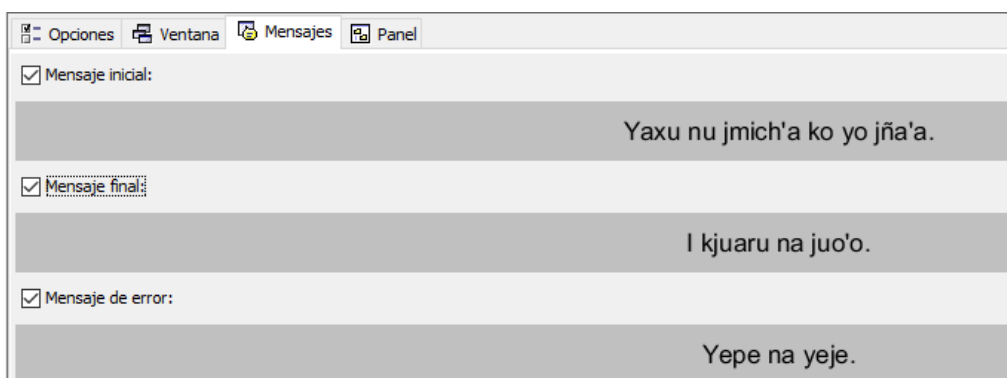 Opciones Ventana Mensajes Panel
Mensaje inicial:
Yaxu nu jmich'a ko yo jña'a.
Mensaje final:
I kjuaru na juo'o.
Mensaje de error:
Yepe na yeje.